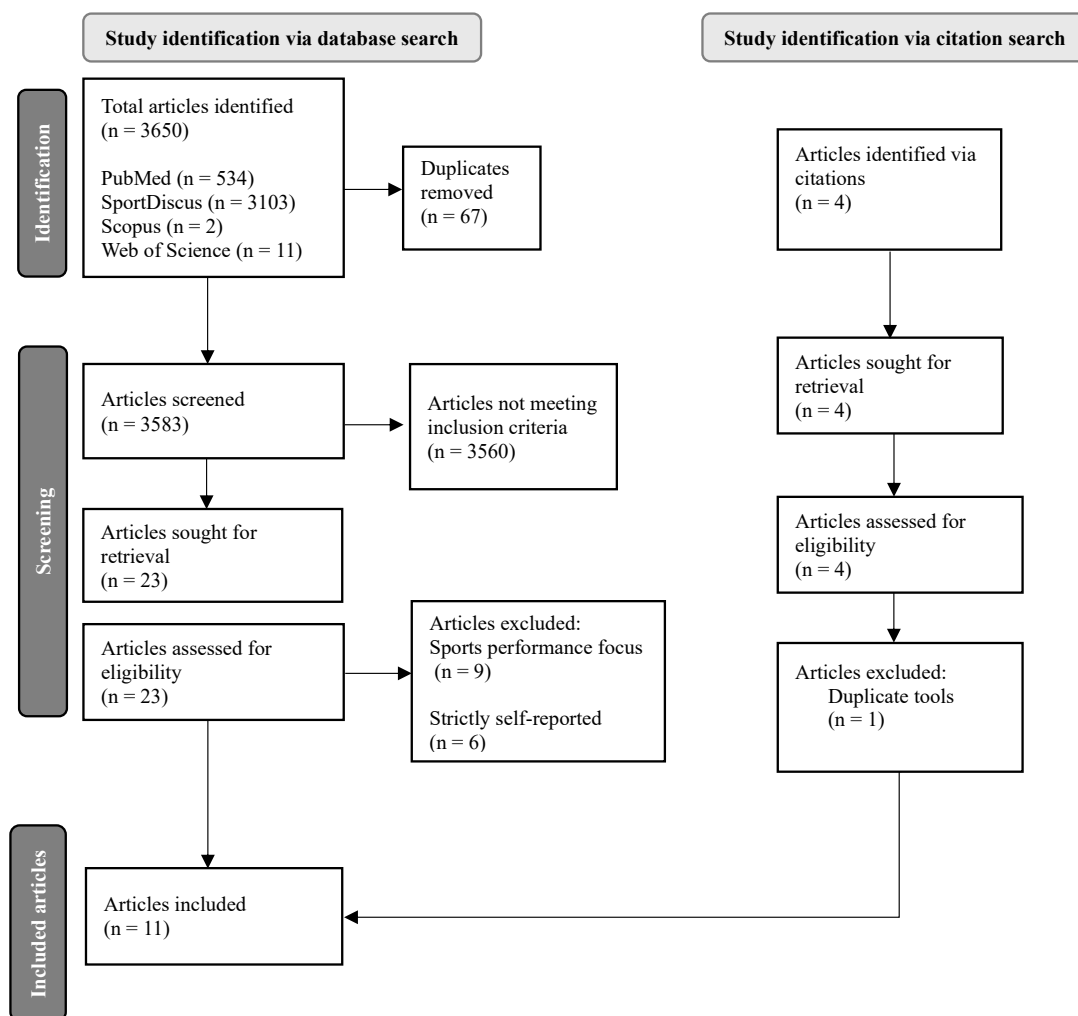 Study identification via database search
Study identification via citation search
Identification
Total articles identified
(n = 3650)
PubMed (n = 534)
SportDiscus (n = 3103)
Scopus (n = 2)
Web of Science (n = 11)
Duplicates
removed
(n = 67)
Articles identified via
citations
(n = 4)
Screening
Articles screened
(n = 3583)
Articles not meeting
inclusion criteria
(n = 3560)
Articles sought for
retrieval
(n = 4)
Articles sought for
retrieval
(n = 23)
Articles assessed for
eligibility
(n = 4)
Articles assessed for
eligibility
(n = 23)
Articles excluded:
Sports performance focus
(n = 9)
Strictly self-reported
(n = 6)
Articles excluded:
Duplicate tools
(n = 1)
Included articles
Articles included
(n = 11)